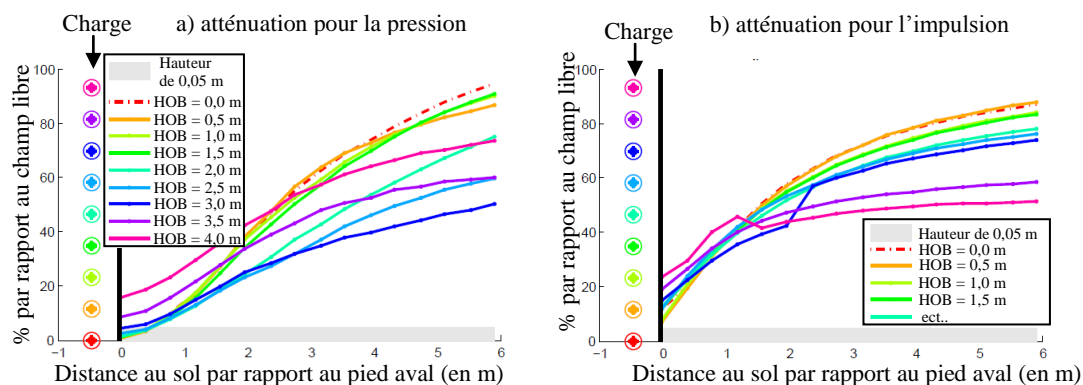 Charge
a) atténuation pour la pression
% par rapport au champ libre
100
80
60
40
20
0
Hauteur
de 0,05 m
HOB = 0,0 m
HOB = 0,5 m
HOB = 1,0 m
HOB = 1,5 m
HOB = 2,0 m
HOB = 2,5 m
HOB = 3,0 m
HOB = 3,5 m
HOB = 4,0 m
−1 0 1 2 3 4 5 6
Distance au sol par rapport au pied aval (en m)
Charge
b) atténuation pour l’impulsion
% par rapport au champ libre
100
80
60
40
20
0
Hauteur de 0,05 m
HOB = 0,0 m
HOB = 0,5 m
HOB = 1,0 m
HOB = 1,5 m
ect..
−1 0 1 2 3 4 5 6
Distance au sol par rapport au pied aval (en m)